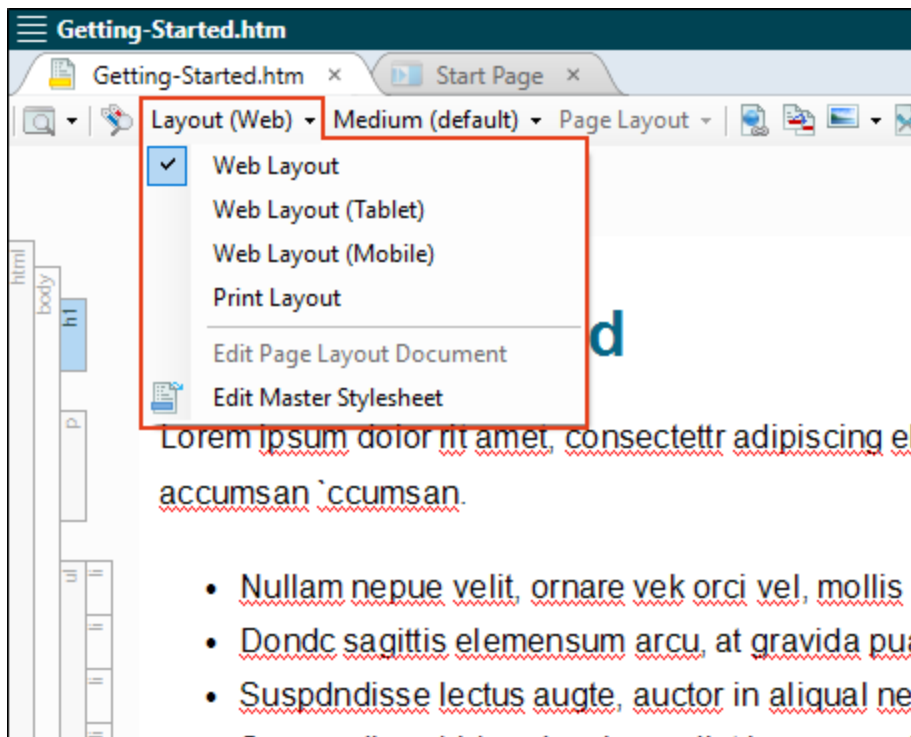 Getting-Started.htm
Getting-Started.htm × Start Page ×
Layout (Web) Medium (default) Page Layout
Web Layout
Web Layout (Tablet)
Web Layout (Mobile)
Print Layout
Edit Page Layout Document
Edit Master Stylesheet
html
body
h1
d
p
Lorem ipsum dolor rit amet, consectettr adipiscing el
accumsan `ccumsan.
ul
li
• Nullam nepue velit, ornare vek orci vel, mollis
li
• Dondc sagittis elemensum arcu, at gravida pua
li
• Suspdndisse lectus augte, auctor in aliqual ne
li